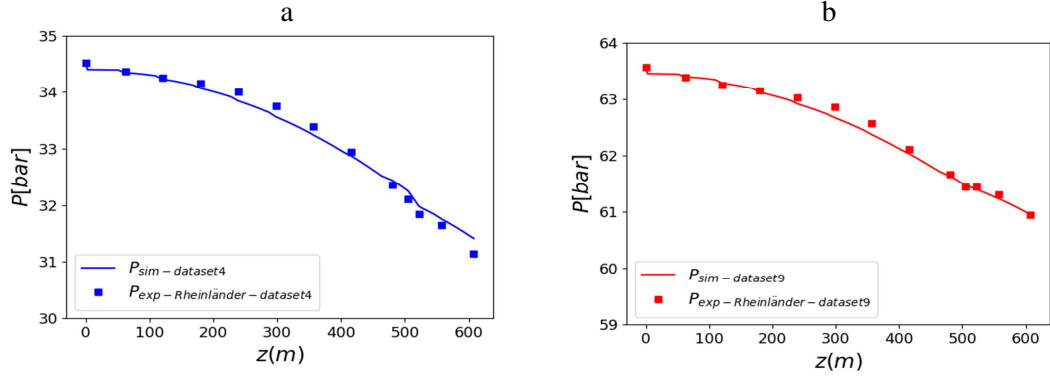 a
b
35
34
33
32
31
30
P[bar]
0 100 200 300 400 500 600
z(m)
P_sim-dataset4
P_exp-Rheinländer-dataset4
64
63
62
61
60
59
P[bar]
0 100 200 300 400 500 600
z(m)
P_sim-dataset9
P_exp-Rheinländer-dataset9